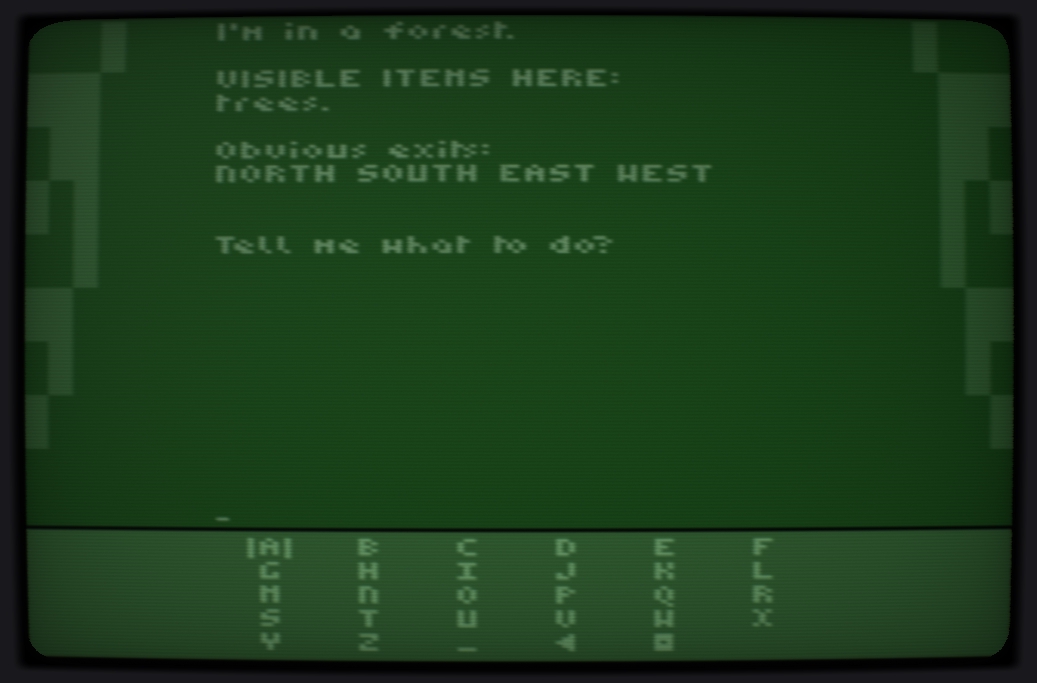 I'm in a forest.
VISIBLE ITEMS HERE:
trees.
Obvious exits:
NORTH SOUTH EAST WEST
Tell me what to do?
_
|A| B C D E F
G H I J K L
M N O P Q R
S T U V W X
Y Z _ ◄ ◘